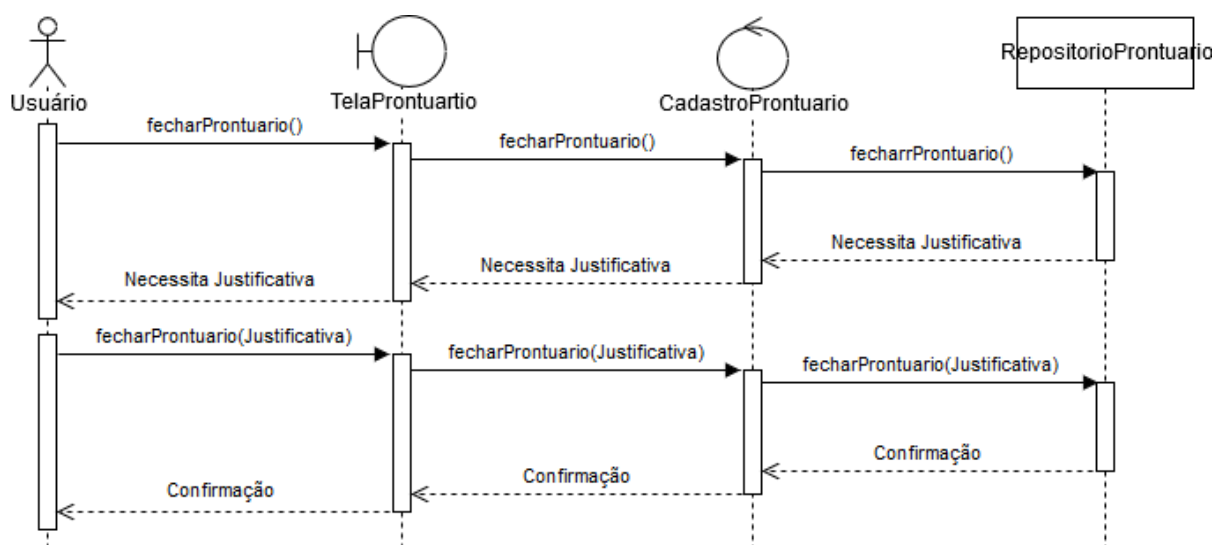 RepositorioProntuario
Usuário
TelaProntuartio
CadastroProntuario
fecharProntuario()
fecharProntuario()
fecharrProntuario()
Necessita Justificativa
Necessita Justificativa
Necessita Justificativa
fecharProntuario(Justificativa)
fecharProntuario(Justificativa)
fecharProntuario(Justificativa)
Confirmação
Confirmação
Confirmação